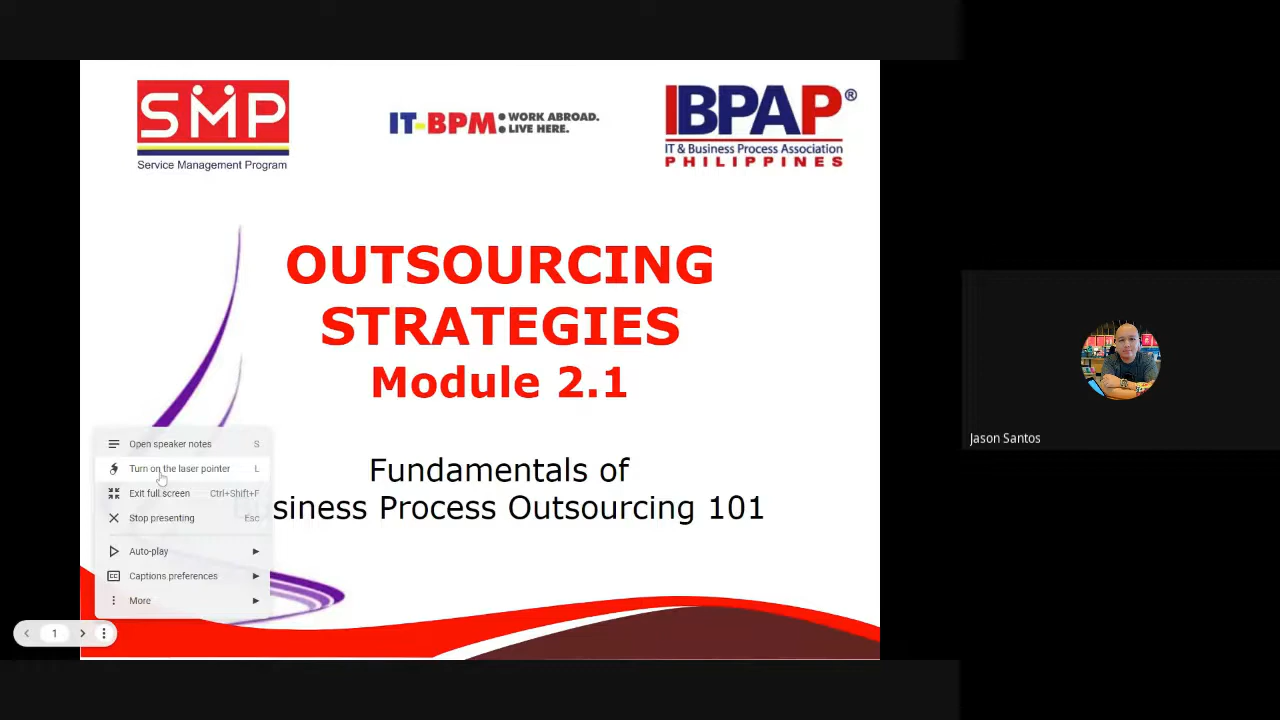 SMP
Service Management Program
IT-BPM: WORK ABROAD.
LIVE HERE.
IBPAP®
IT & Business Process Association
PHILIPPINES
OUTSOURCING
STRATEGIES
Module 2.1
Fundamentals of
siness Process Outsourcing 101
Open speaker notes S
Turn on the laser pointer L
Exit full screen Ctrl+Shift+F
Stop presenting Esc
Auto-play
CC Captions preferences
More
1
Jason Santos